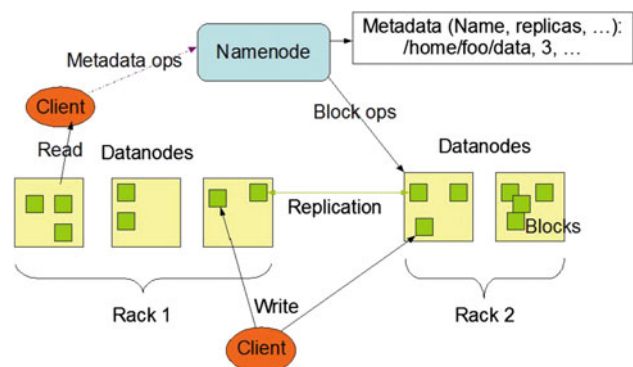 Metadata (Name, replicas, …):
/home/foo/data, 3, …
Namenode
Metadata ops
Client
Block ops
Read
Datanodes
Datanodes
Replication
Blocks
Rack 1
Write
Rack 2
Client